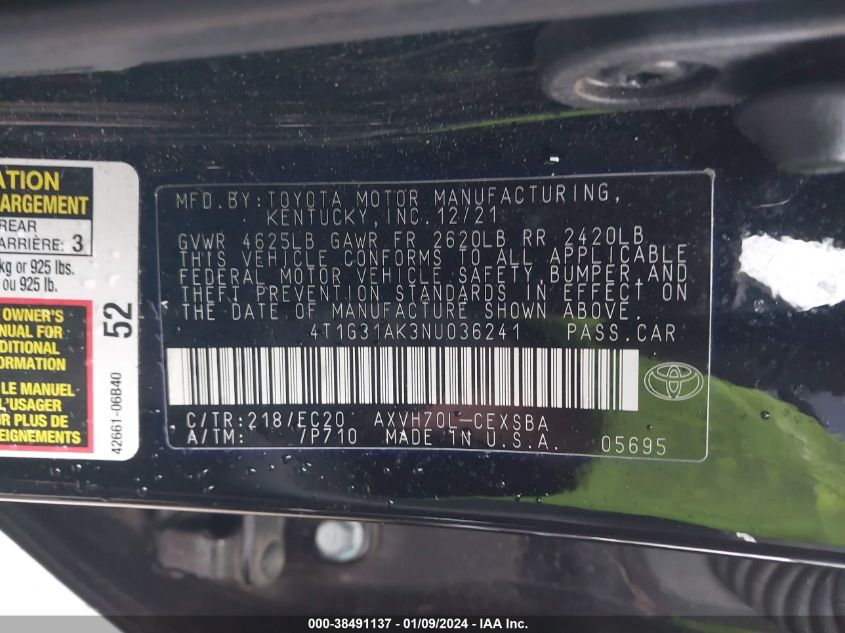 ATION
ARGEMENT
REAR
ARRIÈRE: 3
kg or 925 lbs.
ou 925 lb.
OWNER'S
NUAL FOR
DDITIONAL
ORMATION
LE MANUEL
L'USAGER
R PLUS DE
52
42661-06B40
MFD. BY: TOYOTA MOTOR MANUFACTURING,
KENTUCKY, INC. 12/21
GVWR 4625LB GAWR FR 2620LB RR 2420LB
THIS VEHICLE CONFORMS TO ALL APPLICABLE
FEDERAL MOTOR VEHICLE SAFETY, BUMPER, AND
THEFT PREVENTION STANDARDS IN EFFECT ON
THE DATE OF MANUFACTURE SHOWN ABOVE.
4T1G31AK3NU036241 PASS. CAR
C/TR: 218/EC20 AXVH70L-CEXSBA
A/TM: /P710 MADE IN U.S.A. 05695
000-38491137 - 01/09/2024 - IAA Inc.